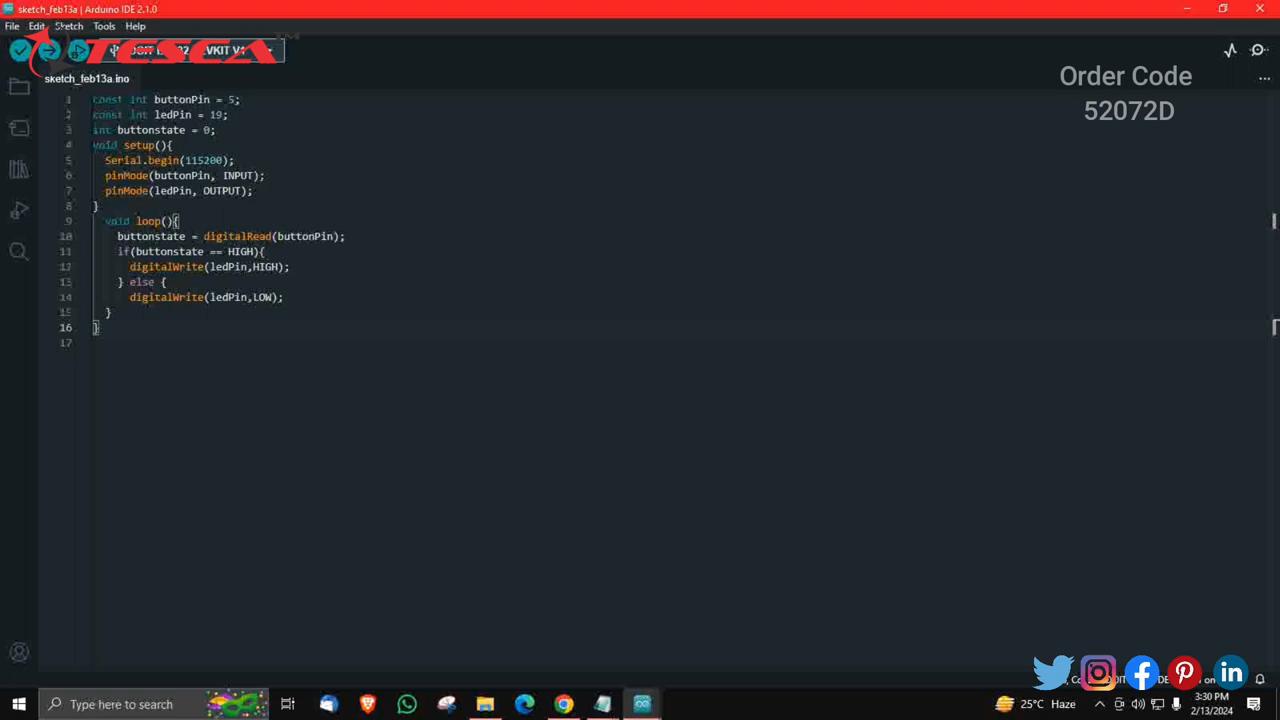 sketch_feb13a | Arduino IDE 2.1.0
File Edit Sketch Tools Help
TESCA TM
sketch_feb13a.ino
Order Code
52072D
1 const int buttonPin = 5;
2 const int ledPin = 19;
3 int buttonstate = 0;
4 void setup(){
5 Serial.begin(115200);
6 pinMode(buttonPin, INPUT);
7 pinMode(ledPin, OUTPUT);
8 }
9 void loop(){
10 buttonstate = digitalRead(buttonPin);
11 if(buttonstate == HIGH){
12 digitalWrite(ledPin,HIGH);
13 } else {
14 digitalWrite(ledPin,LOW);
15 }
16 }
17
Type here to search
25°C Haze
3:30 PM
2/13/2024